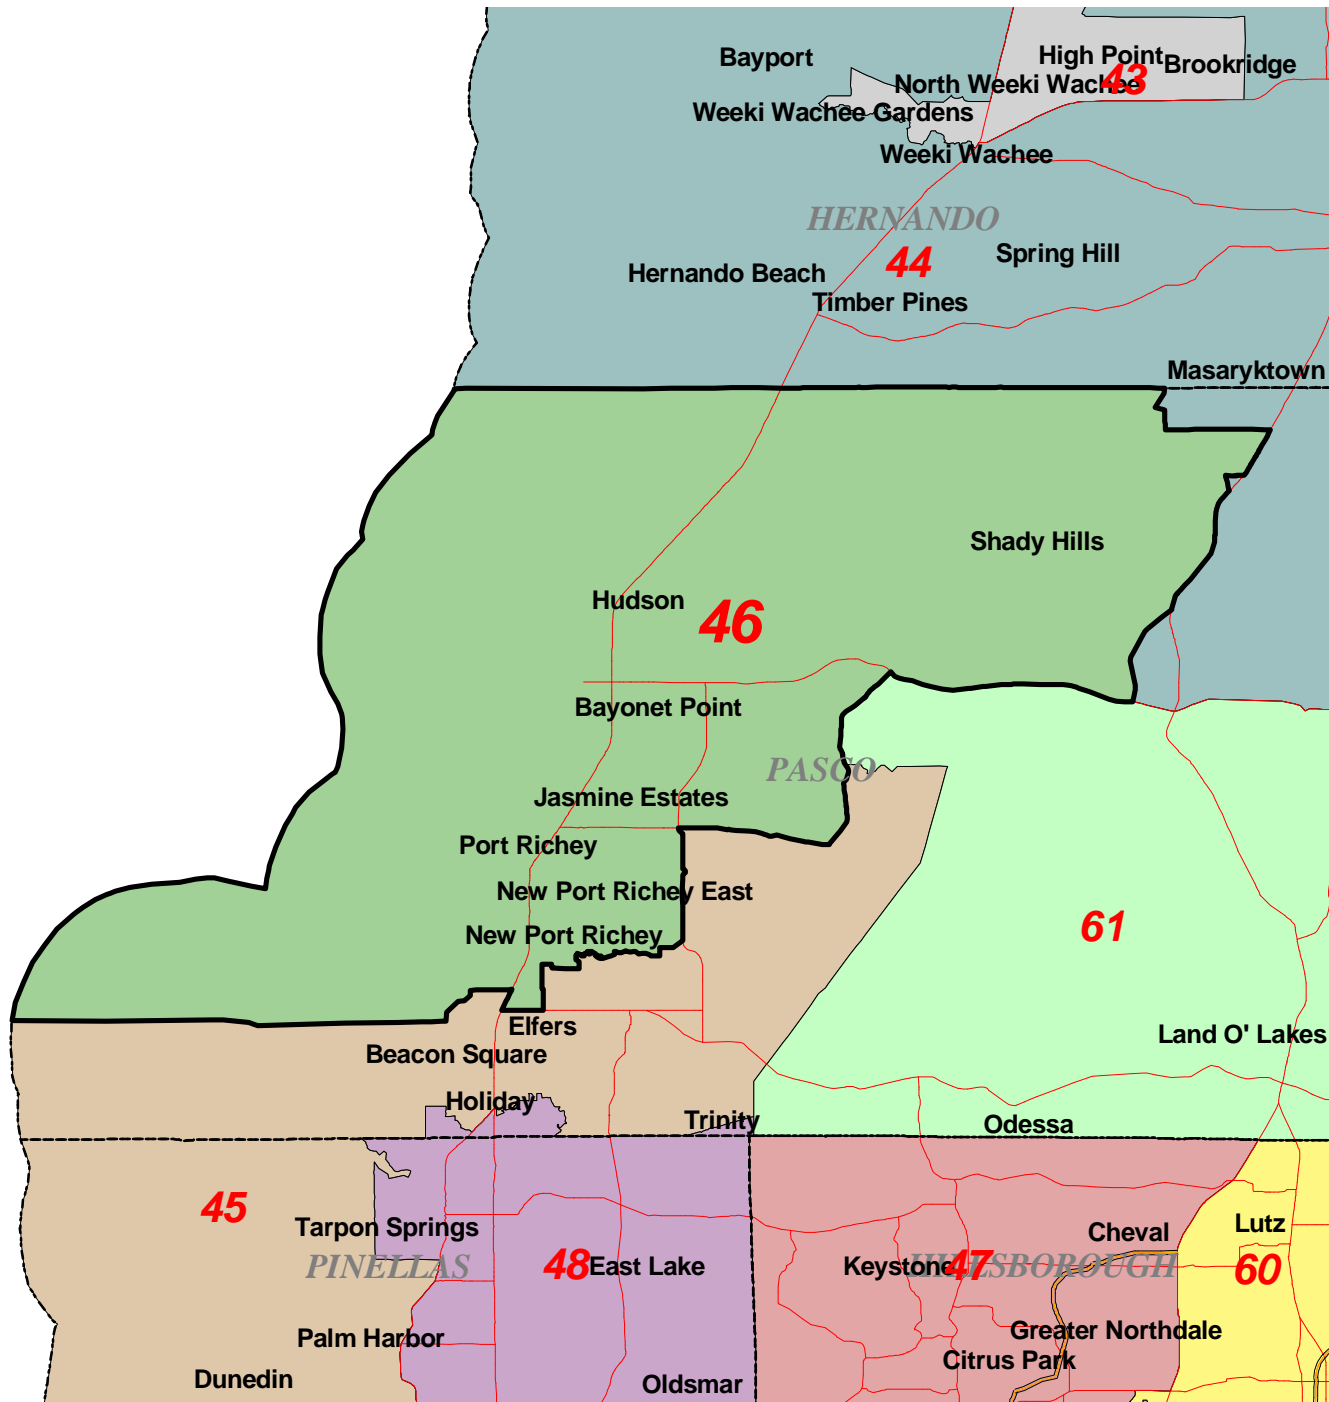 Bayport
High Point
Brookridge
43
North Weeki Wachee
Weeki Wachee Gardens
Weeki Wachee
HERNANDO
Spring Hill
44
Hernando Beach
Timber Pines
Masaryktown
Shady Hills
Hudson
46
Bayonet Point
PASCO
Jasmine Estates
Port Richey
New Port Richey East
61
New Port Richey
Elfers
Land O' Lakes
Beacon Square
Holiday
Trinity
Odessa
45
Tarpon Springs
Cheval
Lutz
PINELLAS
48
East Lake
Keystone
47
HILLSBOROUGH
60
Palm Harbor
Greater Northdale
Citrus Park
Dunedin
Oldsmar